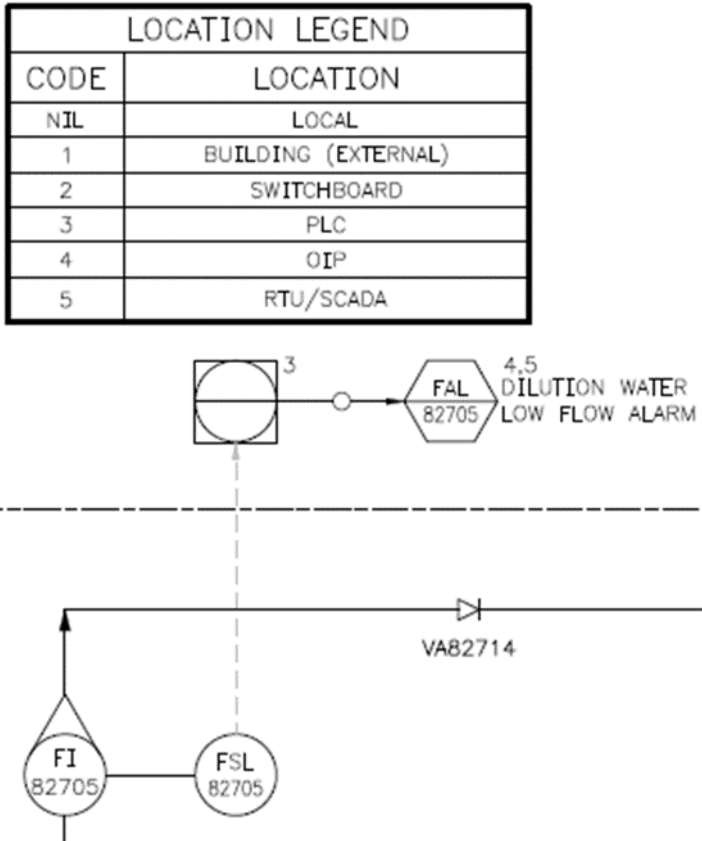 LOCATION LEGEND
CODE LOCATION
NIL LOCAL
1 BUILDING (EXTERNAL)
2 SWITCHBOARD
3 PLC
4 OIP
5 RTU/SCADA
3
4,5
FAL
82705
DILUTION WATER
LOW FLOW ALARM
VA82714
FI
82705
FSL
82705